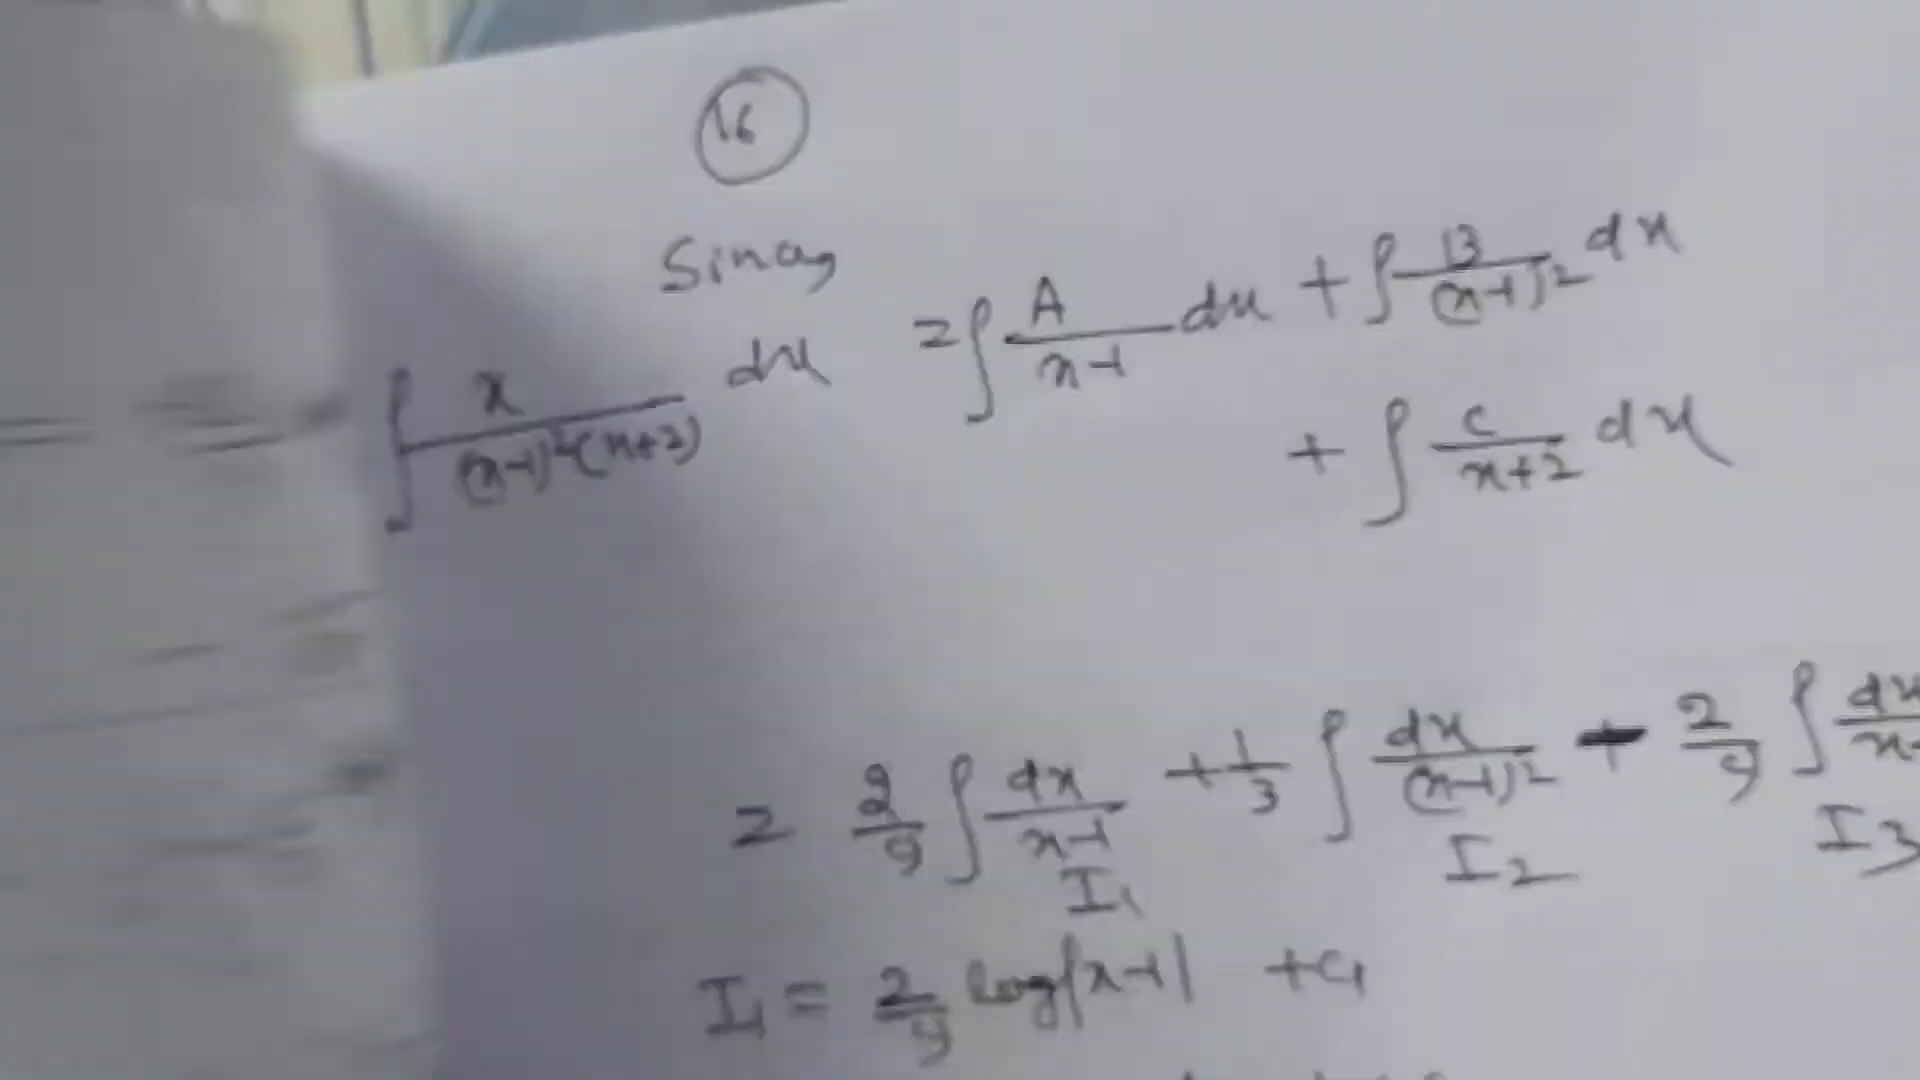 16
Since,
∫ x/((x-1)²(x+2)) dx = ∫ A/(x-1) dx + ∫ B/(x-1)² dx
+ ∫ C/(x+2) dx
= 2/9 ∫ dx/(x-1) + 1/3 ∫ dx/(x-1)² - 2/9 ∫ dx/x
I₁ I₂ I₃
I₁ = 2/9 log|x-1| + C₁